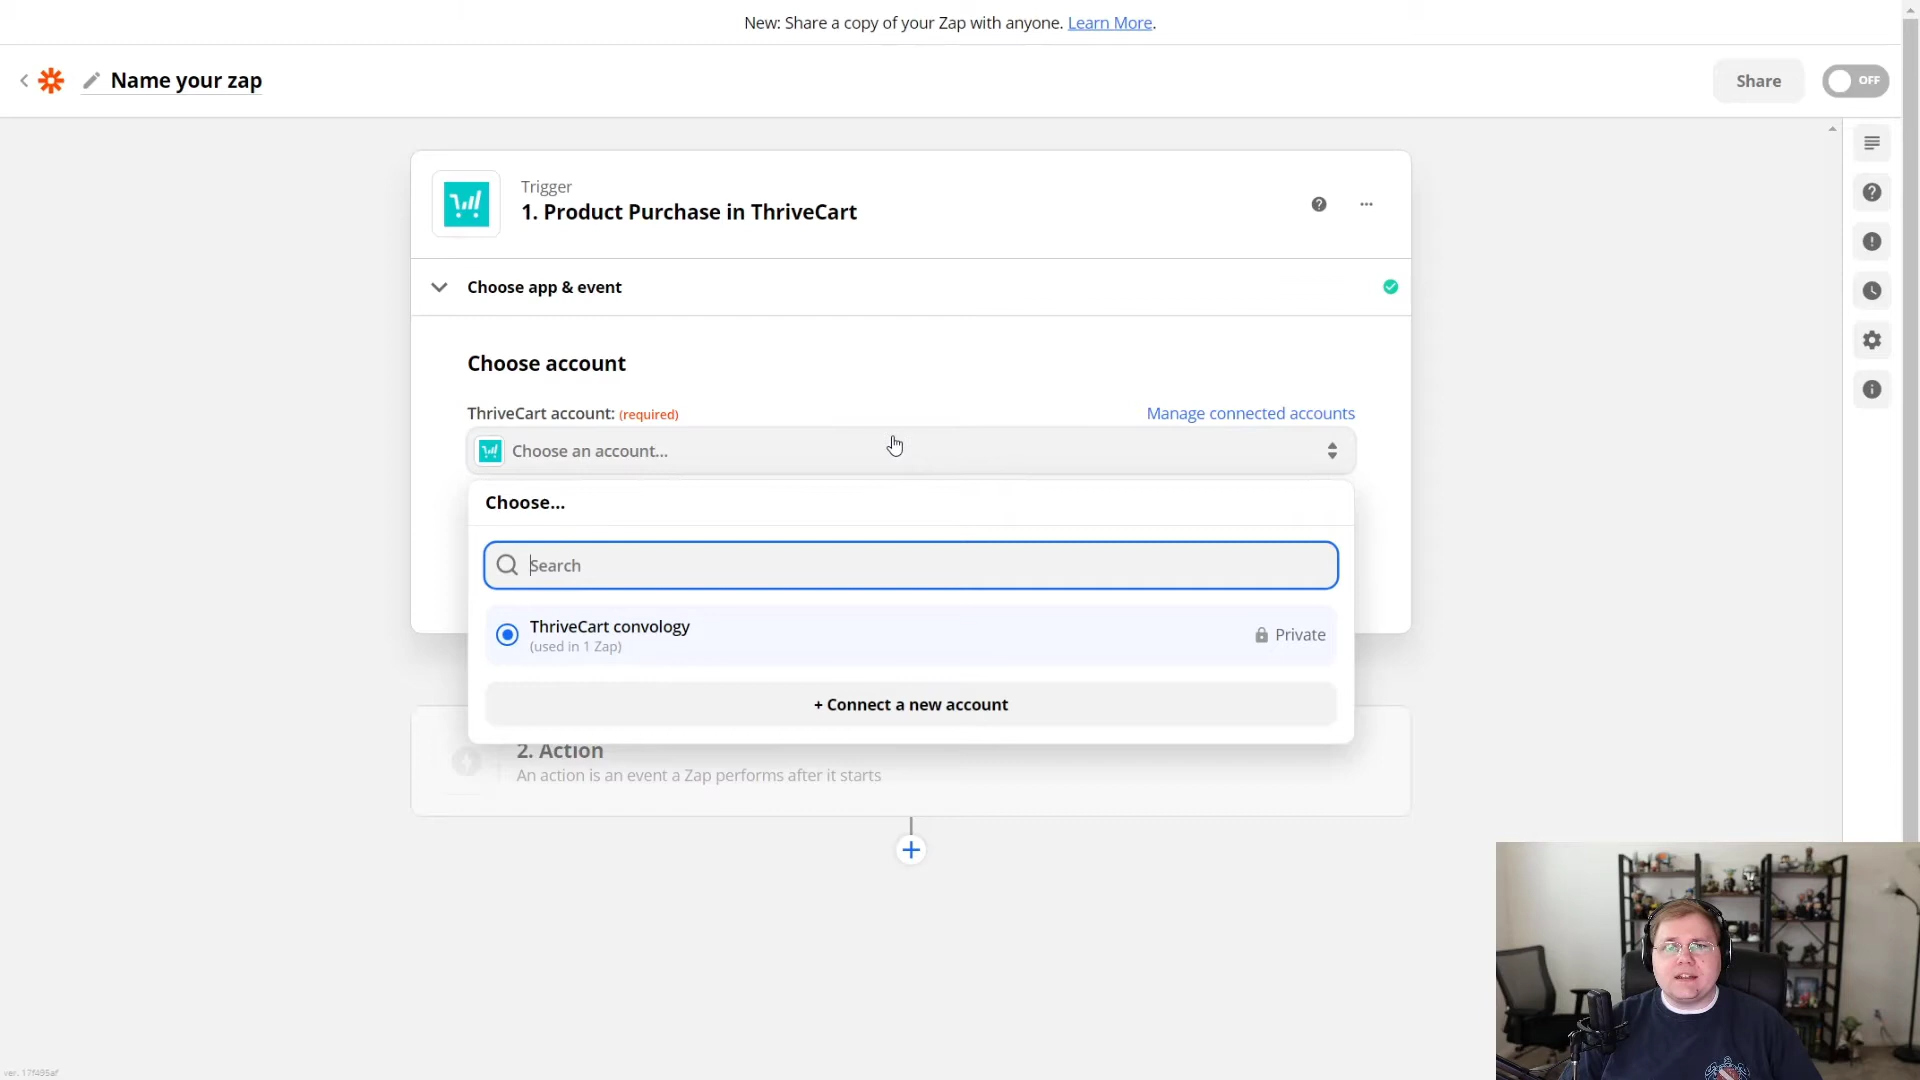 New: Share a copy of your Zap with anyone. Learn More.
Name your zap
Share
OFF
Trigger
1. Product Purchase in ThriveCart
Choose app & event
Choose account
ThriveCart account: (required)
Manage connected accounts
Choose an account...
Choose...
Search
ThriveCart convology
(used in 1 Zap)
Private
+ Connect a new account
2. Action
An action is an event a Zap performs after it starts
ver. 17f495af